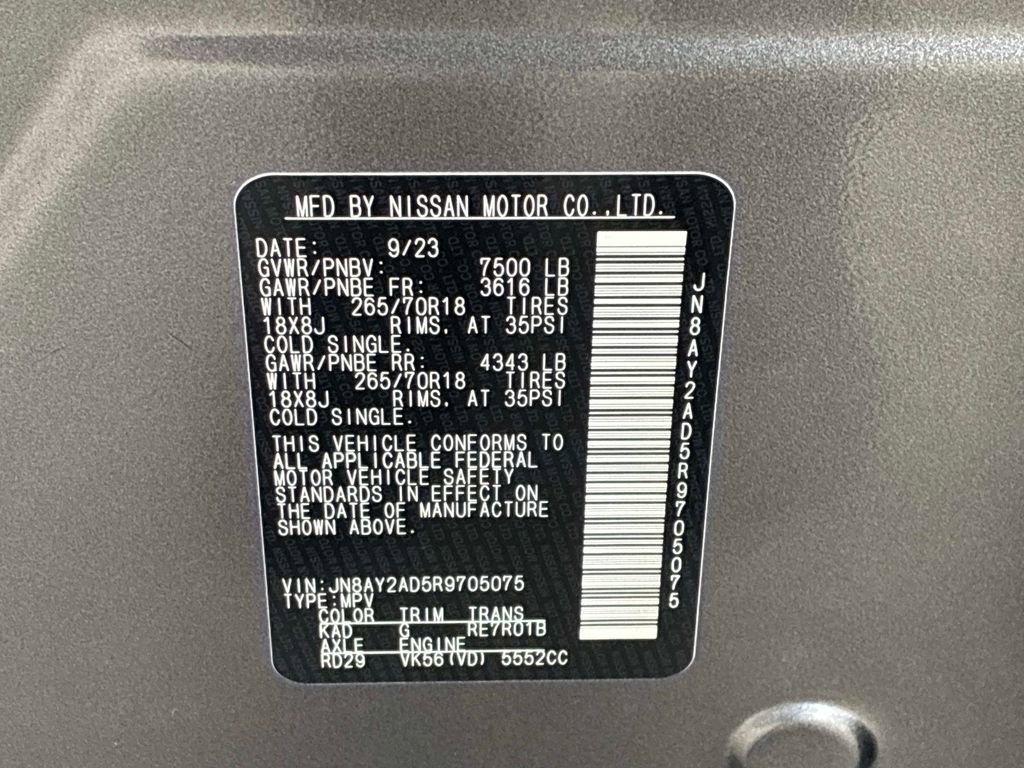 MFD BY NISSAN MOTOR CO.,LTD.
DATE: 9/23
GVWR/PNBV: 7500 LB
GAWR/PNBE FR: 3616 LB
WITH 265/70R18 TIRES
18X8J RIMS. AT 35PSI
COLD SINGLE.
GAWR/PNBE RR: 4343 LB
WITH 265/70R18 TIRES
18X8J RIMS. AT 35PSI
COLD SINGLE.
THIS VEHICLE CONFORMS TO
ALL APPLICABLE FEDERAL
MOTOR VEHICLE SAFETY
STANDARDS IN EFFECT ON
THE DATE OF MANUFACTURE
SHOWN ABOVE.
VIN:JN8AY2AD5R9705075
TYPE:MPV
COLOR TRIM TRANS
KAD G RE7R01B
AXLE ENGINE
RD29 VK56(VD) 5552CC
JN8AY2AD5R9705075